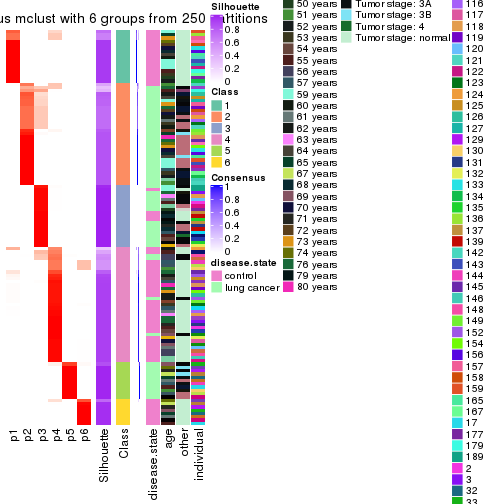 us mclust with 6 groups from 250 partitions
p1
p2
p3
p4
p5
p6
Silhouette
Class
disease.state
age
other
individual
Silhouette
1
0.8
0.6
0.4
0.2
0
Class
1
2
3
4
5
6
Consensus
1
0.8
0.6
0.4
0.2
0
disease.state
control
lung cancer
50 years
51 years
52 years
53 years
54 years
55 years
56 years
57 years
59 years
60 years
61 years
62 years
63 years
64 years
65 years
67 years
68 years
69 years
70 years
71 years
72 years
73 years
74 years
76 years
79 years
80 years
Tumor stage: 3A
Tumor stage: 3B
Tumor stage: 4
Tumor stage: normal
116
117
118
119
120
121
122
123
124
125
126
127
129
130
131
132
133
134
135
136
137
139
142
143
144
145
146
148
149
152
154
156
157
158
159
165
167
17
177
179
189
2
3
32
33